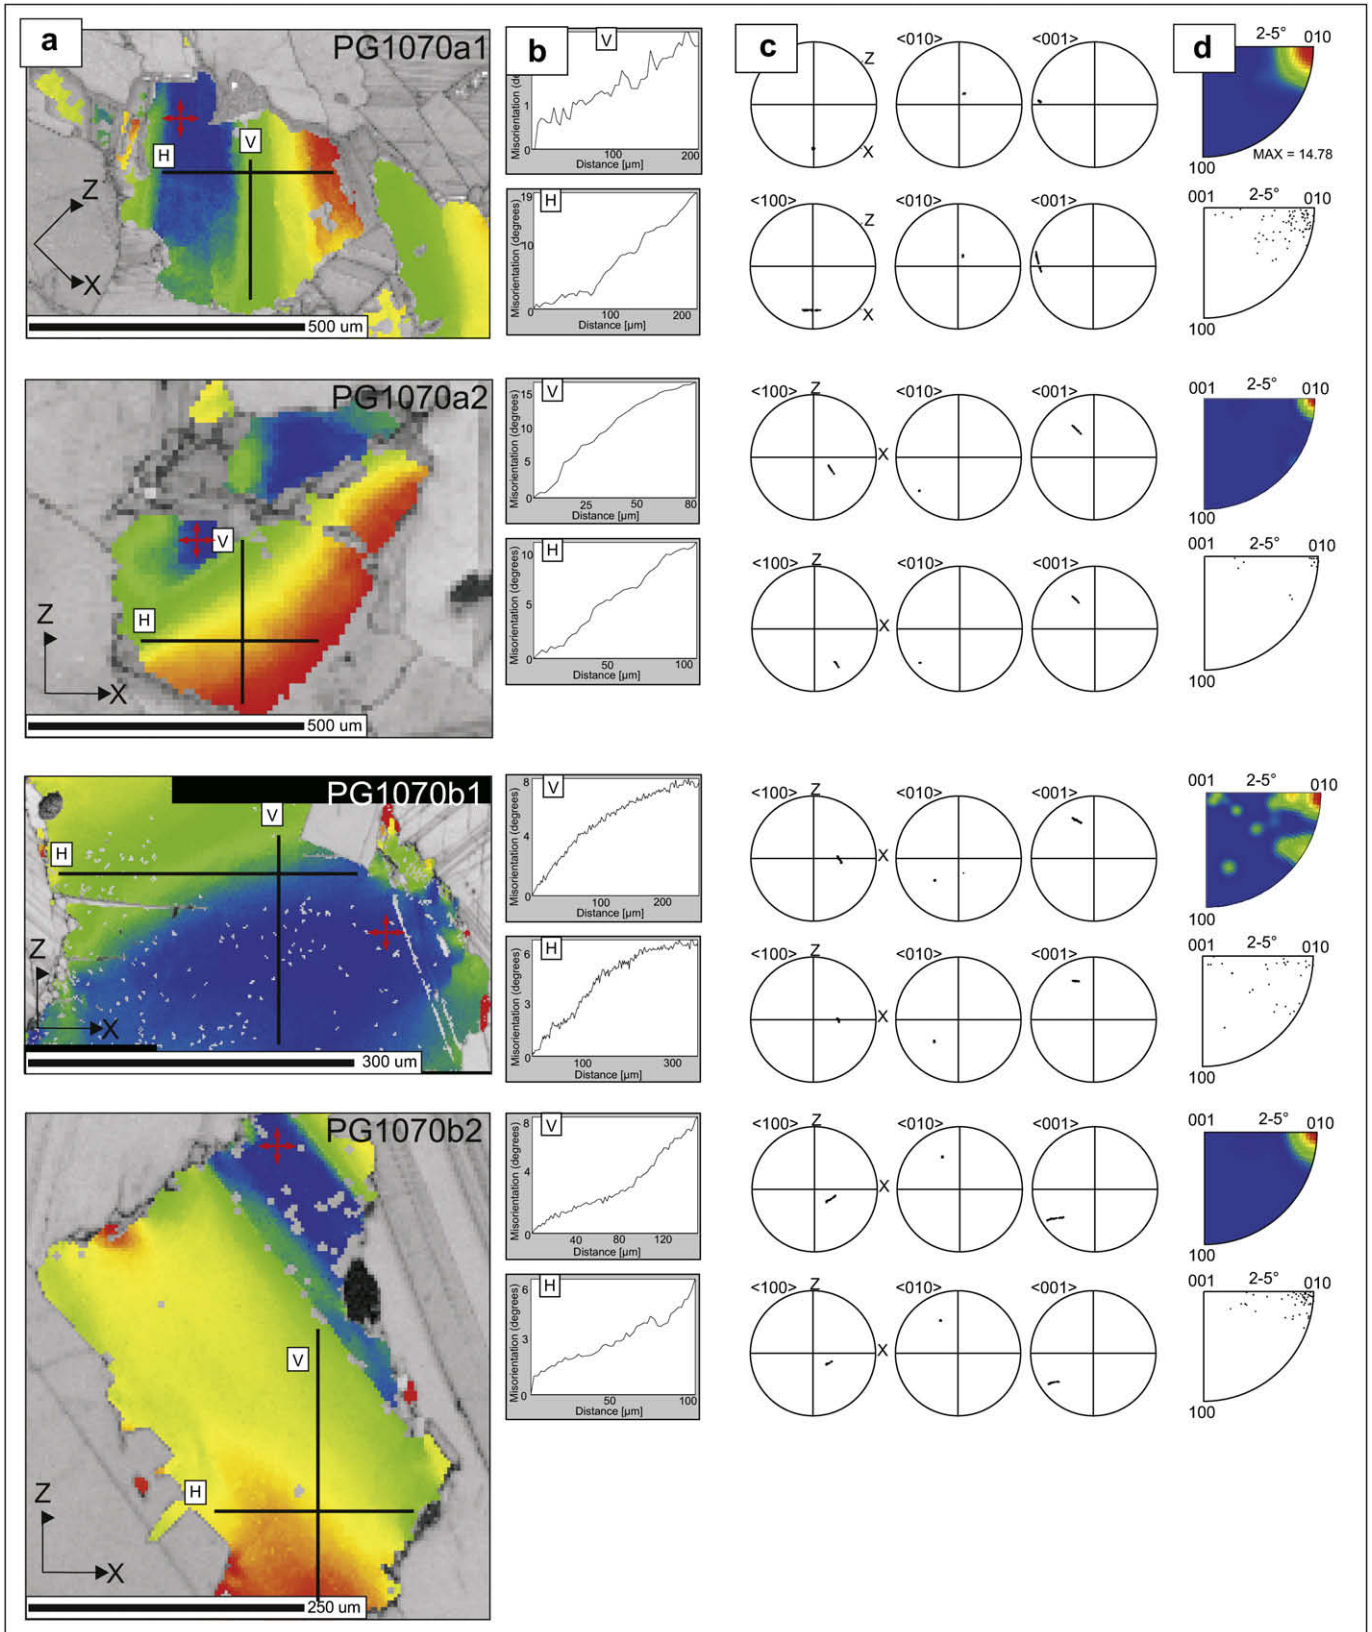 a
b
c
d
PG1070a1
H
V
Z
X
500 um
V
Misorientation (de
1
100
200
Distance [µm]
H
Misorientation (degrees)
19
10
0
100
200
Distance [µm]
Z
X
<010>
<001>
<100>
Z
X
<010>
<001>
2-5°
010
100
MAX = 14.78
001
2-5°
010
100
PG1070a2
V
H
Z
X
500 um
V
Misorientation (degrees)
15
10
5
0
25
50
80
Distance [µm]
H
Misorientation (degrees)
10
5
0
50
100
Distance [µm]
<100>
Z
X
<010>
<001>
<100>
Z
X
<010>
<001>
001
2-5°
010
100
001
2-5°
010
100
PG1070b1
V
H
Z
X
300 um
V
Misorientation (degrees)
8
4
0
100
200
Distance [µm]
H
Misorientation (degrees)
6
3
0
100
300
Distance [µm]
<100>
Z
X
<010>
<001>
<100>
Z
X
<010>
<001>
001
2-5°
010
100
001
2-5°
010
100
PG1070b2
V
H
Z
X
250 um
V
Misorientation (degrees)
8
4
0
40
80
120
Distance [µm]
H
Misorientation (degrees)
6
3
0
50
100
Distance [µm]
<100>
Z
X
<010>
<001>
<100>
Z
X
<010>
<001>
001
2-5°
010
100
001
2-5°
010
100